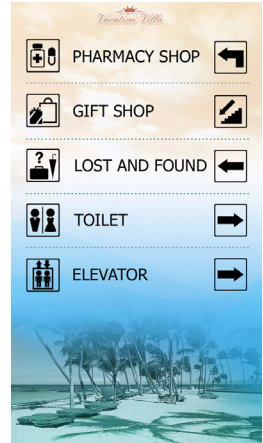 Vacation Villa
PHARMACY SHOP
GIFT SHOP
LOST AND FOUND
?
TOILET
ELEVATOR